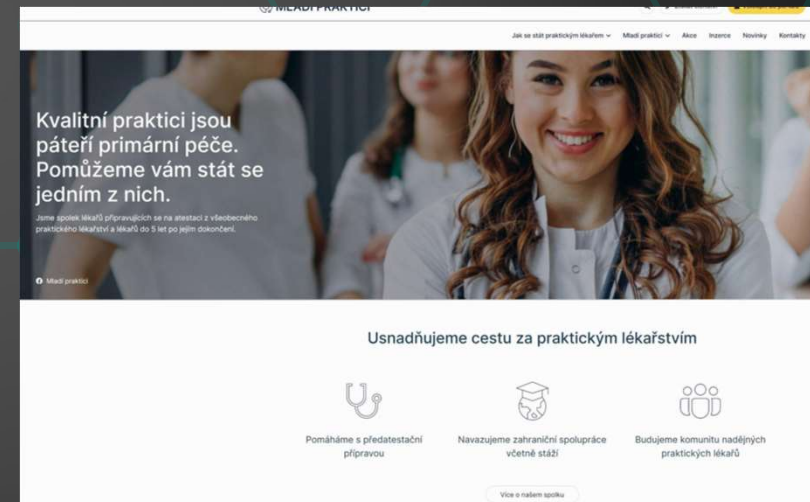 MLADÍ PRAKTICI
Jak se stát praktickým lékařem Mladí praktici Akce Inzerce Novinky Kontakty
Kvalitní praktici jsou
páteří primární péče.
Pomůžeme vám stát se
jedním z nich.
Jsme spolek lékařů připravujících se na atestaci z všeobecného
praktického lékařství a lékařů do 5 let po jejím dokončení.
Mladí praktici
Usnadňujeme cestu za praktickým lékařstvím
Pomáháme s předatestační
přípravou
Navazujeme zahraniční spolupráce
včetně stáží
Budujeme komunitu nadějných
praktických lékařů
Více o našem spolku